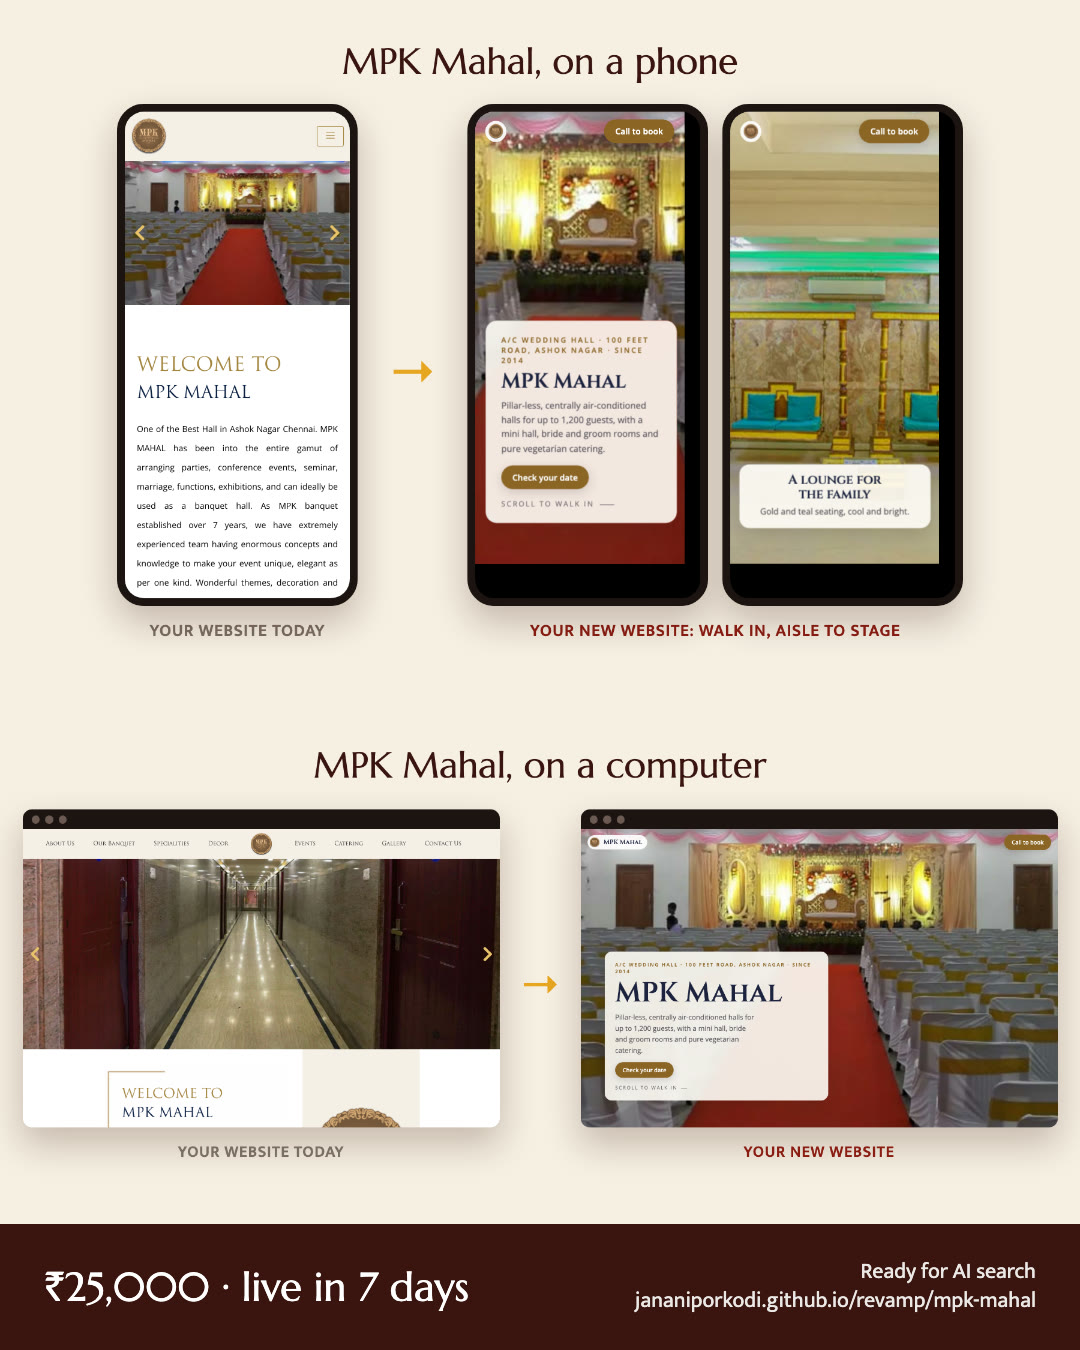 MPK Mahal, on a phone
MPK
WELCOME TO
MPK MAHAL
One of the Best Hall in Ashok Nagar Chennai. MPK
MAHAL has been into the entire gamut of
arranging parties, conference events, seminar,
marriage, functions, exhibitions, and can ideally be
used as a banquet hall. As MPK banquet
established over 7 years, we have extremely
experienced team having enormous concepts and
knowledge to make your event unique, elegant as
per one kind. Wonderful themes, decoration and
YOUR WEBSITE TODAY
Call to book
A/C WEDDING HALL · 100 FEET
ROAD, ASHOK NAGAR · SINCE
2014
MPK MAHAL
Pillar-less, centrally air-conditioned
halls for up to 1,200 guests, with a
mini hall, bride and groom rooms and
pure vegetarian catering.
Check your date
SCROLL TO WALK IN
Call to book
A LOUNGE FOR
THE FAMILY
Gold and teal seating, cool and bright.
YOUR NEW WEBSITE: WALK IN, AISLE TO STAGE
MPK Mahal, on a computer
ABOUT US OUR BANQUET SPECIALITIES DECOR MPK EVENTS CATERING GALLERY CONTACT US
WELCOME TO
MPK MAHAL
YOUR WEBSITE TODAY
MPK MAHAL
Call to book
A/C WEDDING HALL · 100 FEET ROAD, ASHOK NAGAR · SINCE
2014
MPK MAHAL
Pillar-less, centrally air-conditioned halls for
up to 1,200 guests, with a mini hall, bride
and groom rooms and pure vegetarian
catering.
Check your date
SCROLL TO WALK IN
YOUR NEW WEBSITE
₹25,000 · live in 7 days
Ready for AI search
jananiporkodi.github.io/revamp/mpk-mahal